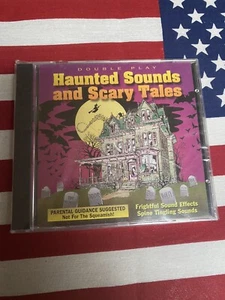 DOUBLE PLAY
Haunted Sounds
and Scary Tales
PARENTAL GUIDANCE SUGGESTED
Not For The Squeamish!
Frightful Sound Effects
Spine Tingling Sounds